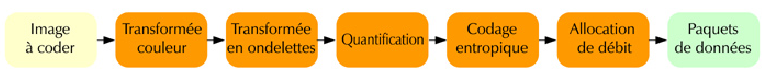 Image
à coder
Transformée
couleur
Transformée
en ondelettes
Quantification
Codage
entropique
Allocation
de débit
Paquets
de données